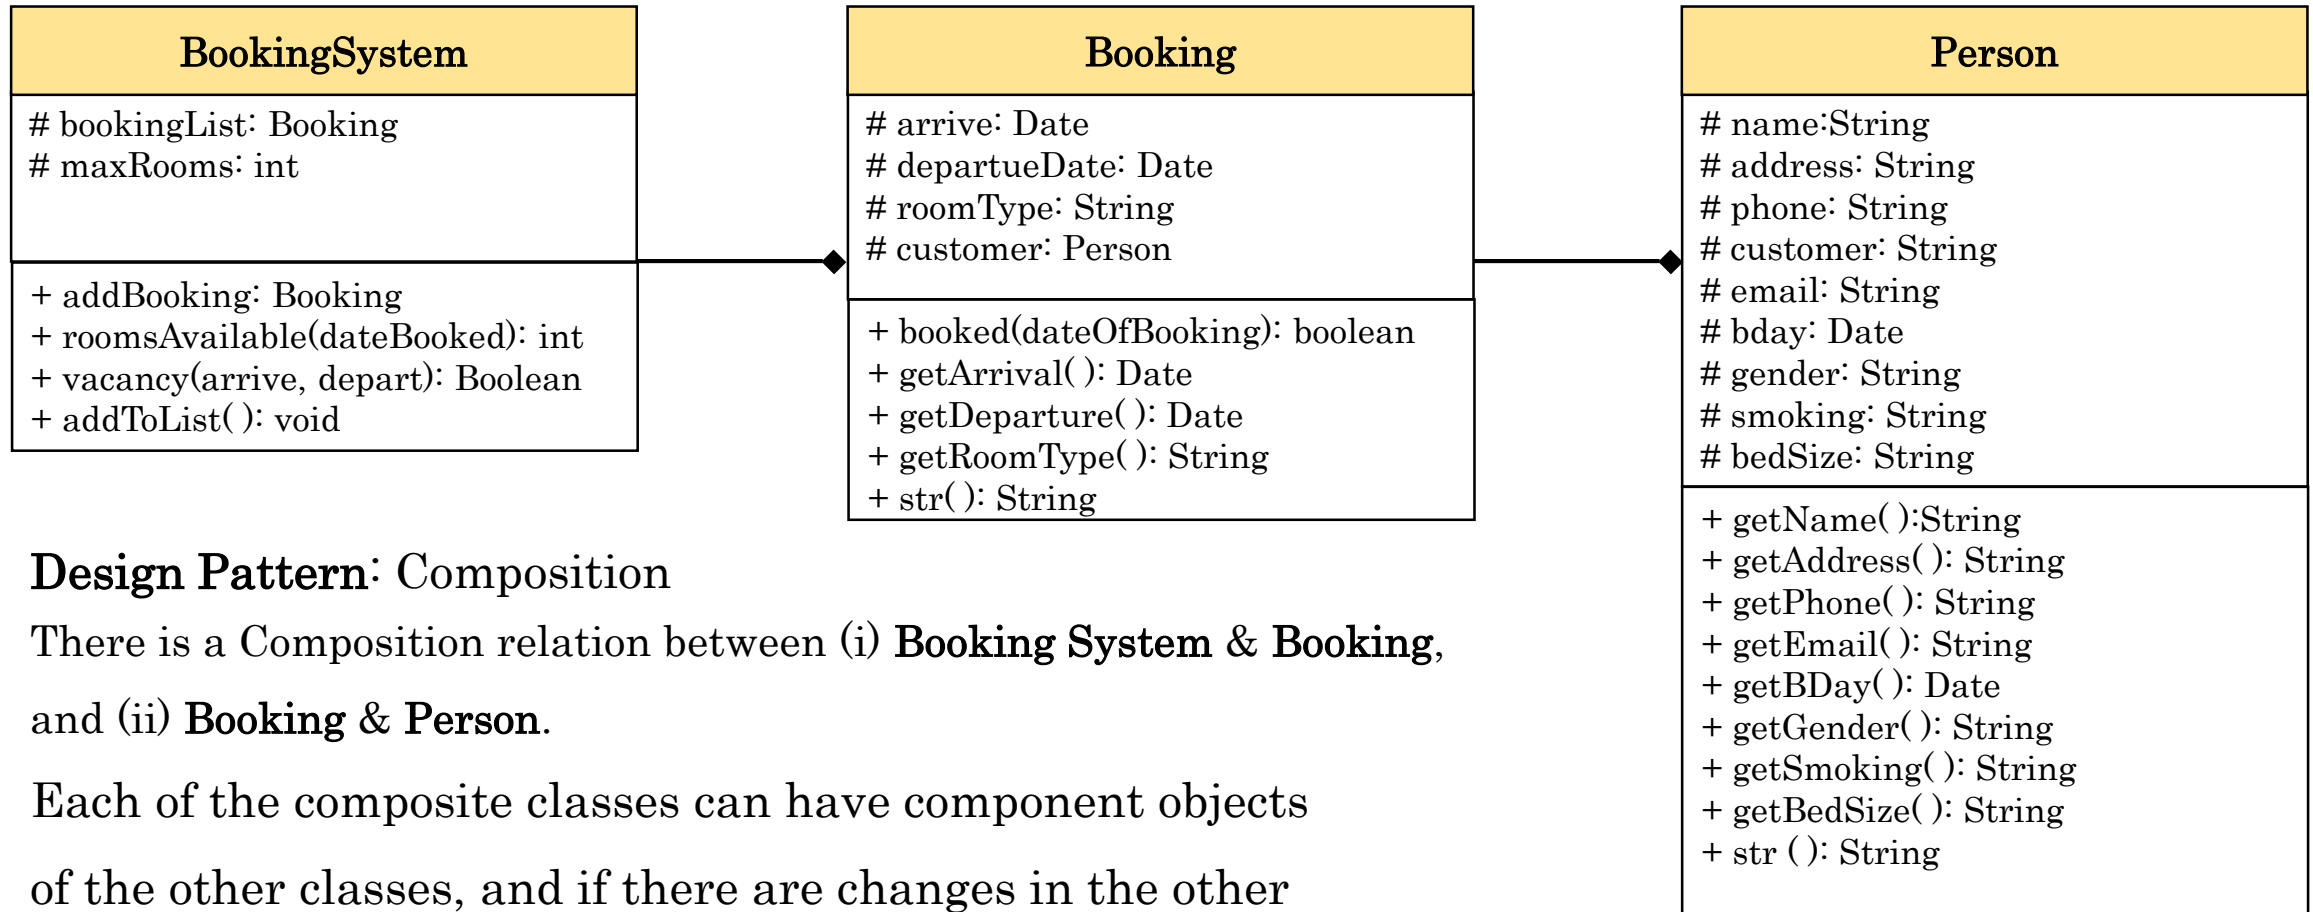 BookingSystem
# bookingList: Booking
# maxRooms: int
+ addBooking: Booking
+ roomsAvailable(dateBooked): int
+ vacancy(arrive, depart): Boolean
+ addToList( ): void
Booking
# arrive: Date
# departueDate: Date
# roomType: String
# customer: Person
+ booked(dateOfBooking): boolean
+ getArrival( ): Date
+ getDeparture( ): Date
+ getRoomType( ): String
+ str( ): String
Person
# name:String
# address: String
# phone: String
# customer: String
# email: String
# bday: Date
# gender: String
# smoking: String
# bedSize: String
+ getName( ):String
+ getAddress( ): String
+ getPhone( ): String
+ getEmail( ): String
+ getBDay( ): Date
+ getGender( ): String
+ getSmoking( ): String
+ getBedSize( ): String
+ str ( ): String
Design Pattern: Composition
There is a Composition relation between (i) Booking System & Booking,
and (ii) Booking & Person.
Each of the composite classes can have component objects
of the other classes, and if there are changes in the other